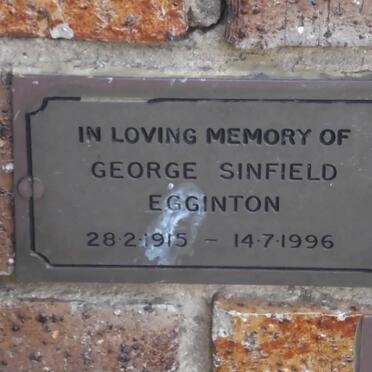 IN LOVING MEMORY OF
GEORGE SINFIELD
EGGINTON
28·2·1915 – 14·7·1996